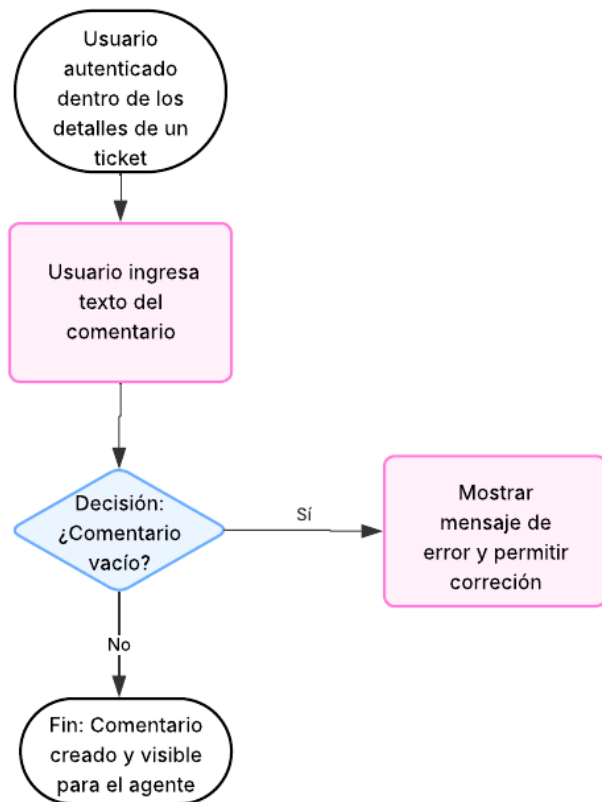 Usuario
autenticado
dentro de los
detalles de un
ticket
Usuario ingresa
texto del
comentario
Decisión:
¿Comentario
vacío?
Sí
Mostrar
mensaje de
error y permitir
correción
No
Fin: Comentario
creado y visible
para el agente